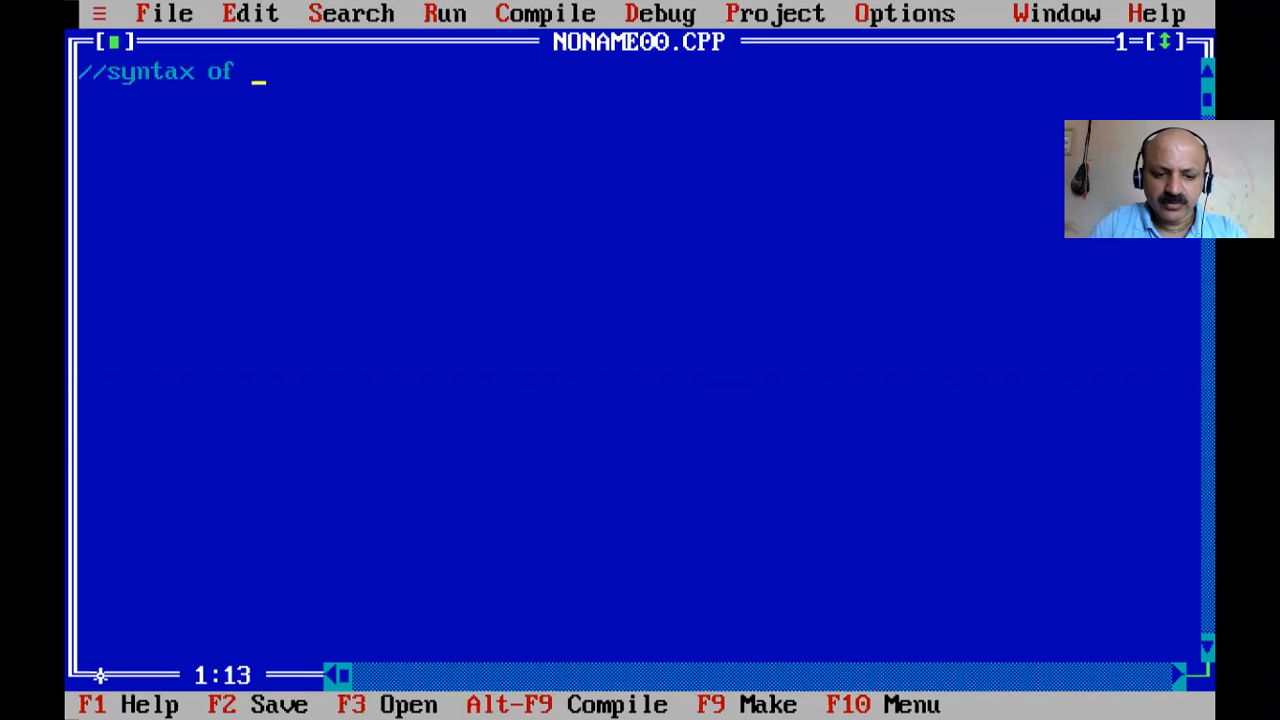 ≡ File Edit Search Run Compile Debug Project Options Window Help
[■] NONAME00.CPP 1=[↕]
//syntax of _
1:13
F1 Help F2 Save F3 Open Alt-F9 Compile F9 Make F10 Menu